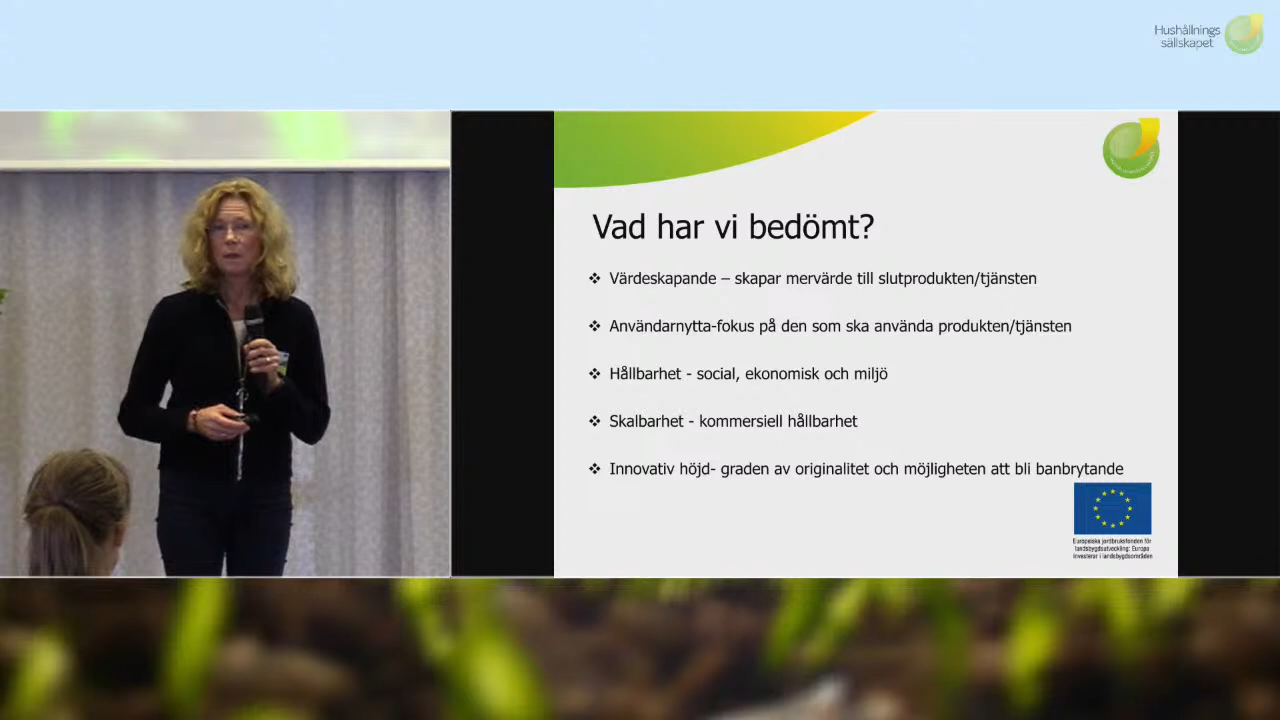 Hushållnings
sällskapet
Vad har vi bedömt?
❖ Värdeskapande – skapar mervärde till slutprodukten/tjänsten
❖ Användarnytta-fokus på den som ska använda produkten/tjänsten
❖ Hållbarhet - social, ekonomisk och miljö
❖ Skalbarhet - kommersiell hållbarhet
❖ Innovativ höjd- graden av originalitet och möjligheten att bli banbrytande
Europeiska jordbruksfonden för
landsbygdsutveckling: Europa
investerar i landsbygdsområden